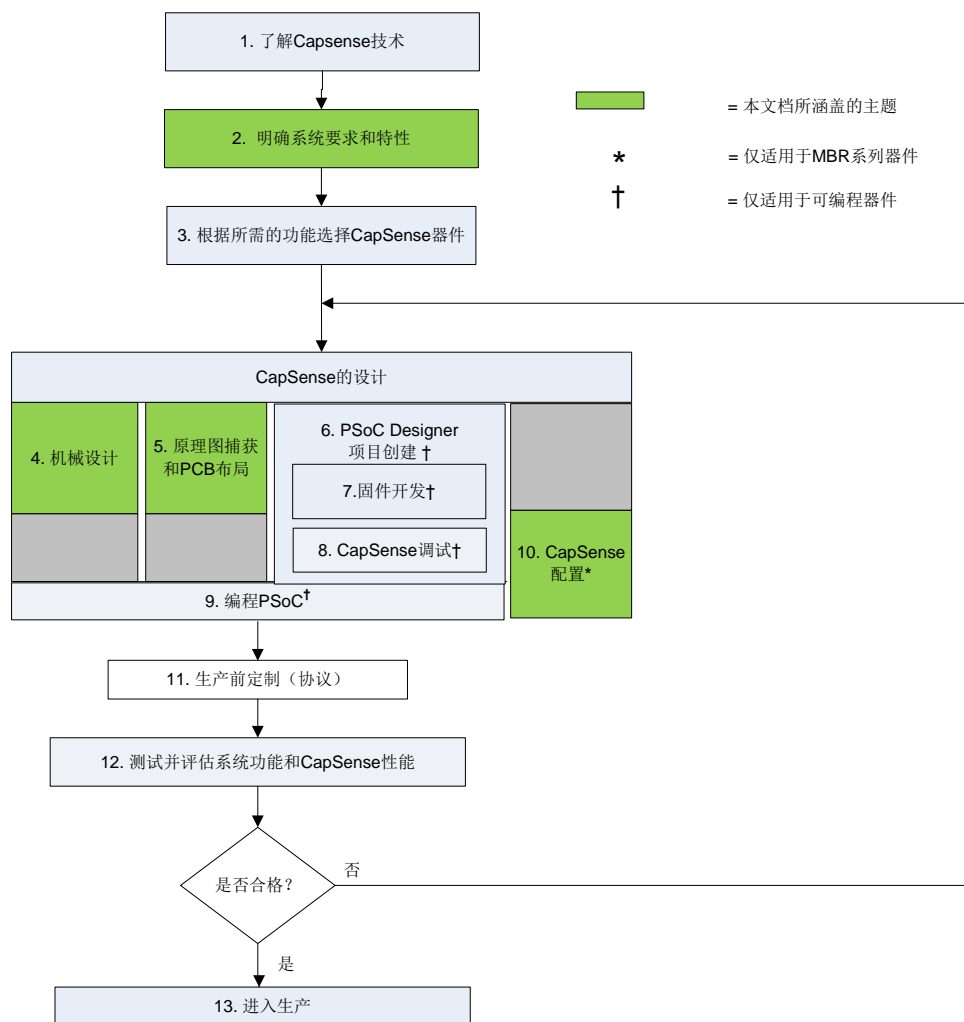 1. 了解Capsense技术
2. 明确系统要求和特性
3. 根据所需的功能选择CapSense器件
= 本文档所涵盖的主题
* = 仅适用于MBR系列器件
† = 仅适用于可编程器件
CapSense的设计
4. 机械设计
5. 原理图捕获
和PCB布局
6. PSoC Designer
项目创建 †
7.固件开发†
8. CapSense调试†
10. CapSense
配置*
9. 编程PSoC†
11. 生产前定制（协议）
12. 测试并评估系统功能和CapSense性能
是否合格？
否
是
13. 进入生产